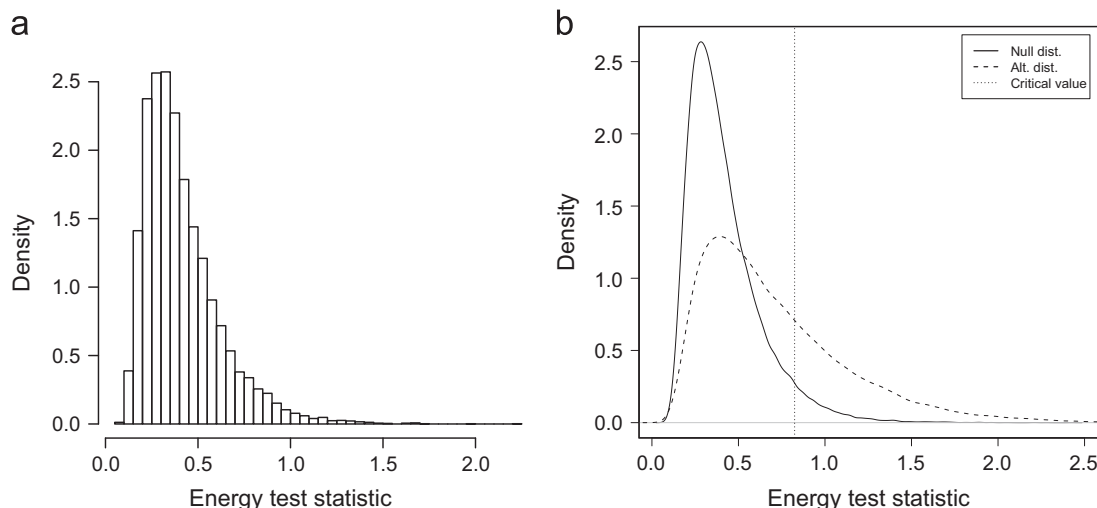 a
Density
2.5
2.0
1.5
1.0
0.5
0.0
0.0 0.5 1.0 1.5 2.0
Energy test statistic
b
Density
2.5
2.0
1.5
1.0
0.5
0.0
Null dist.
Alt. dist.
Critical value
0.0 0.5 1.0 1.5 2.0 2.5
Energy test statistic